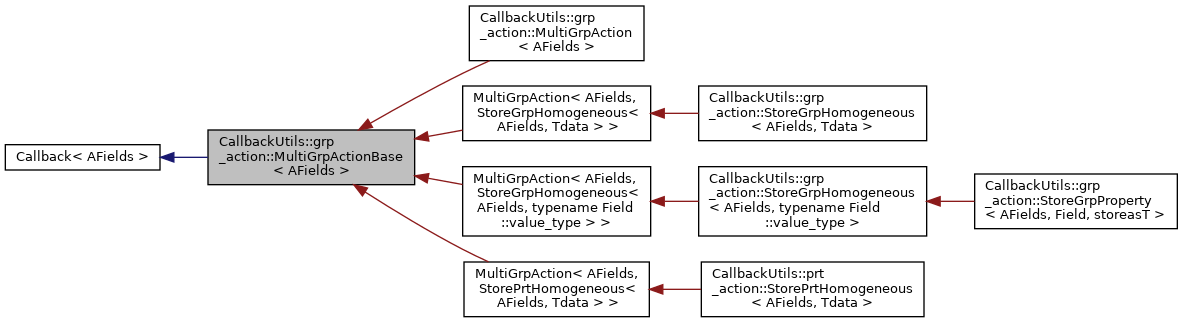 CallbackUtils::grp
_action::MultiGrpAction
< AFields >
MultiGrpAction< AFields,
StoreGrpHomogeneous<
AFields, Tdata > >
CallbackUtils::grp
_action::StoreGrpHomogeneous
< AFields, Tdata >
Callback< AFields >
CallbackUtils::grp
_action::MultiGrpActionBase
< AFields >
MultiGrpAction< AFields,
StoreGrpHomogeneous<
AFields, typename Field
::value_type > >
CallbackUtils::grp
_action::StoreGrpHomogeneous
< AFields, typename Field
::value_type >
CallbackUtils::grp
_action::StoreGrpProperty
< AFields, Field, storeasT >
MultiGrpAction< AFields,
StorePrtHomogeneous<
AFields, Tdata > >
CallbackUtils::prt
_action::StorePrtHomogeneous
< AFields, Tdata >